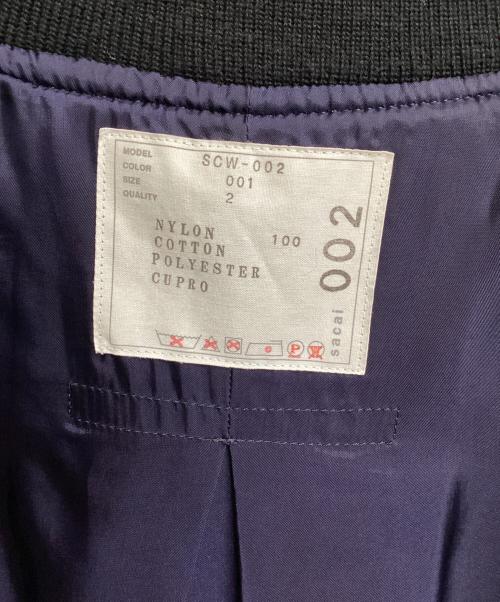 MODEL SCW-002
COLOR 001
SIZE 2
QUALITY
NYLON 100
COTTON
POLYESTER
CUPRO
sacai 002
P
W